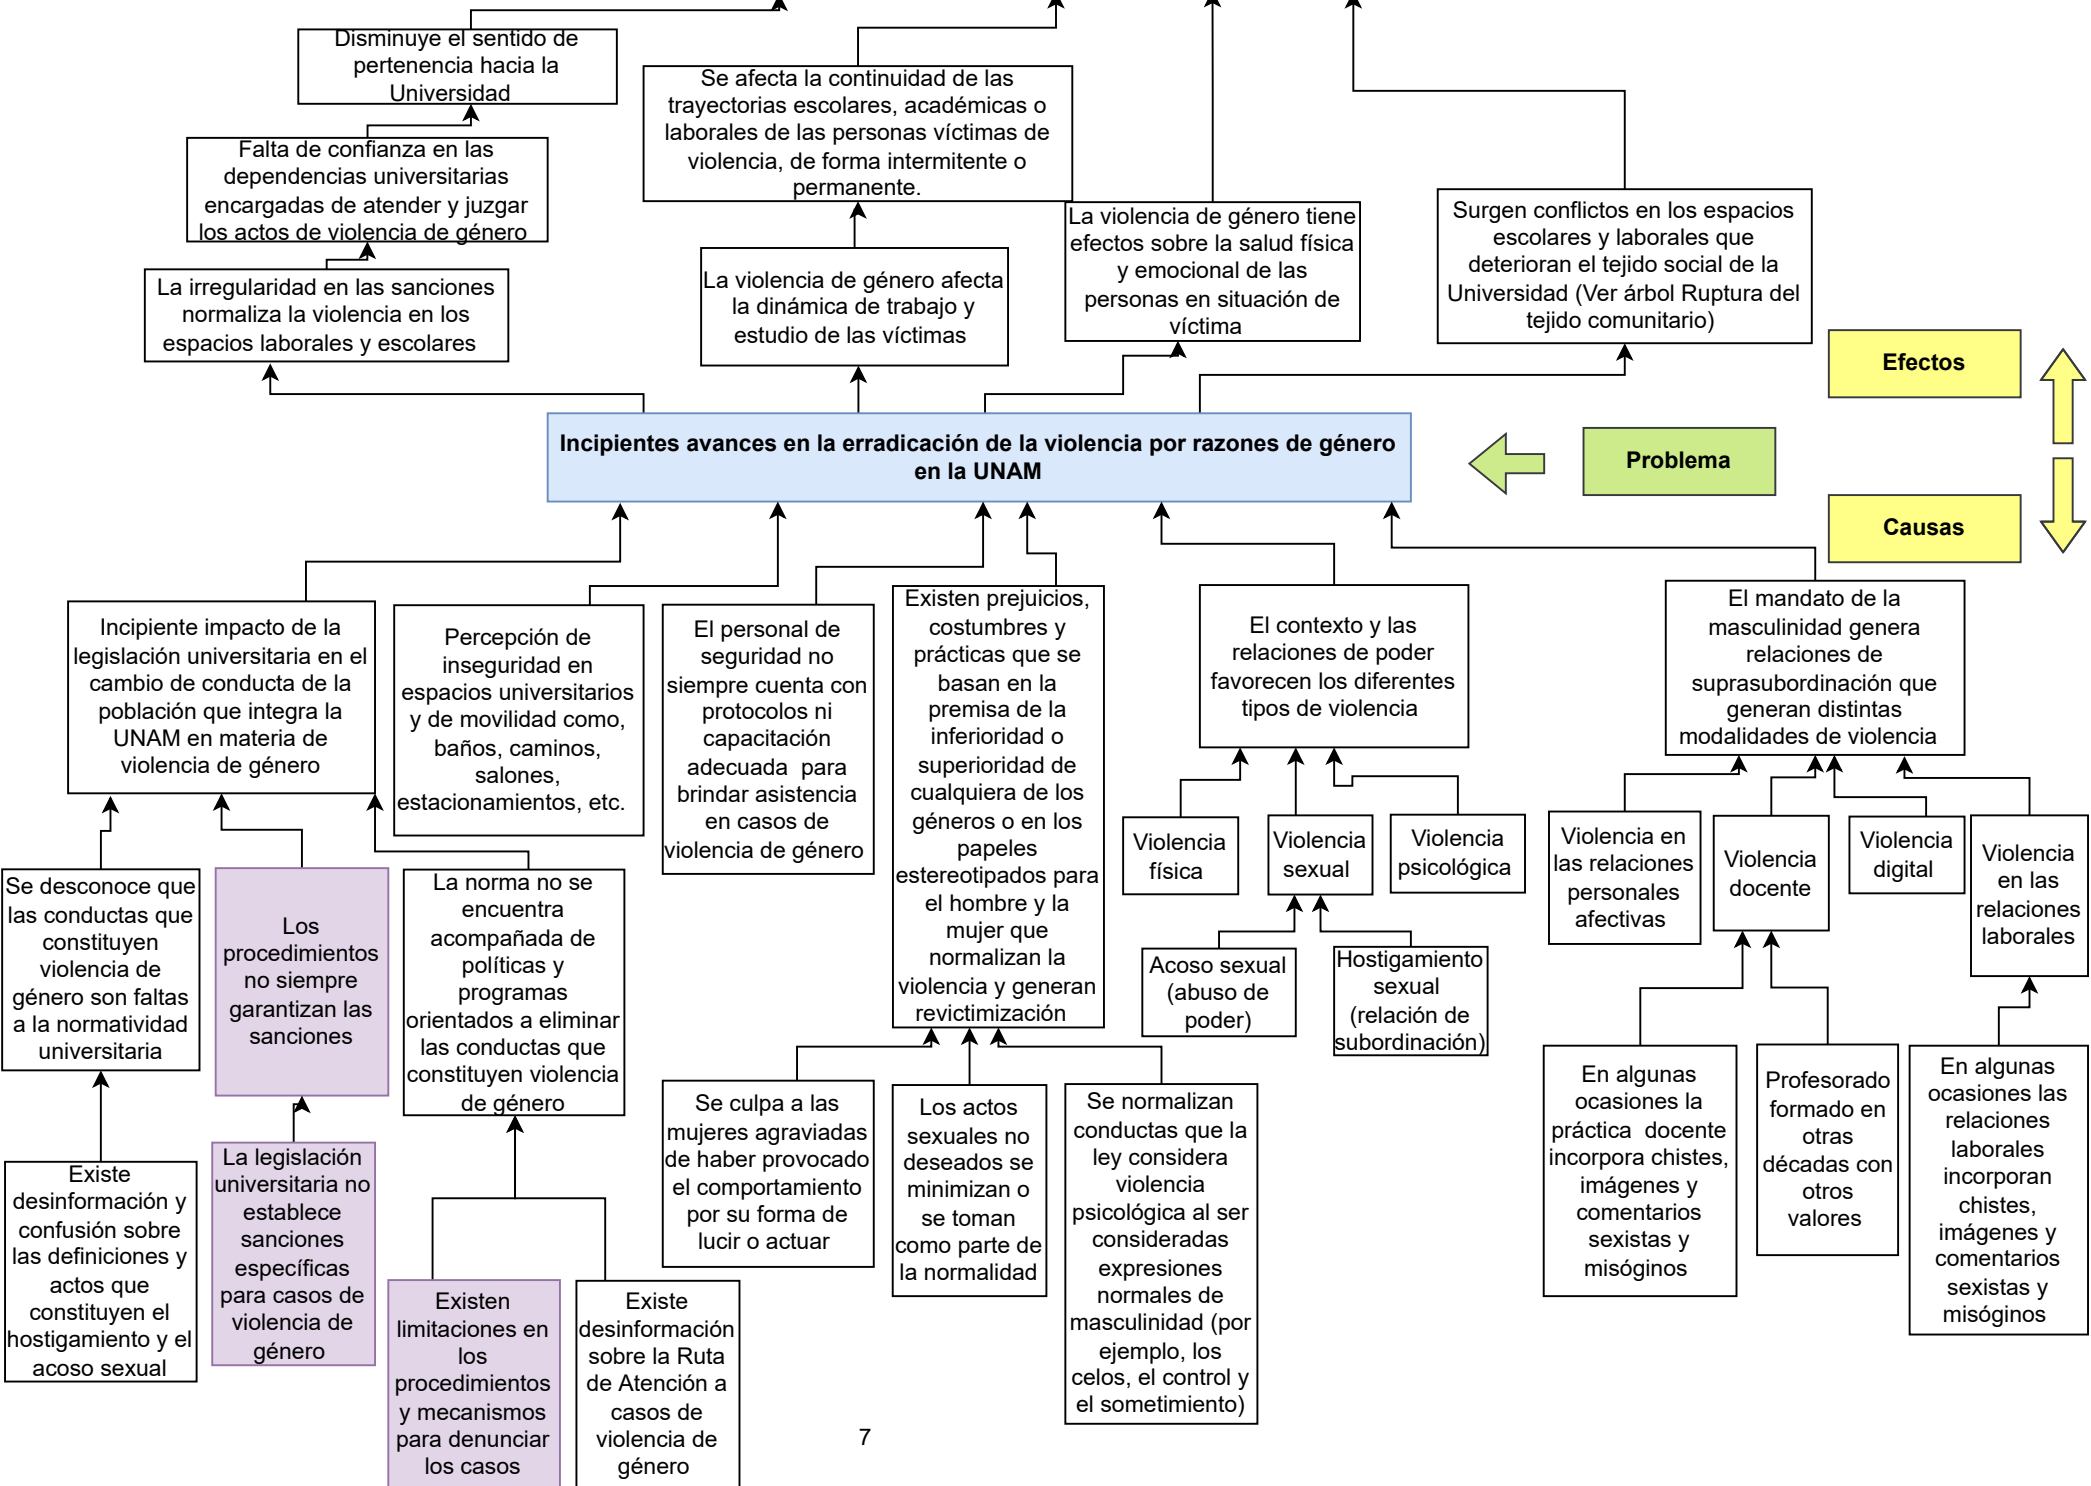 Disminuye el sentido de
pertenencia hacia la
Universidad
Se afecta la continuidad de las
trayectorias escolares, académicas o
laborales de las personas víctimas de
violencia, de forma intermitente o
permanente.
Falta de confianza en las
dependencias universitarias
encargadas de atender y juzgar
los actos de violencia de género
La violencia de género tiene
efectos sobre la salud física
y emocional de las
personas en situación de
víctima
Surgen conflictos en los espacios
escolares y laborales que
deterioran el tejido social de la
Universidad (Ver árbol Ruptura del
tejido comunitario)
La irregularidad en las sanciones
normaliza la violencia en los
espacios laborales y escolares
La violencia de género afecta
la dinámica de trabajo y
estudio de las víctimas
Efectos
Incipientes avances en la erradicación de la violencia por razones de género
en la UNAM
Problema
Causas
Incipiente impacto de la
legislación universitaria en el
cambio de conducta de la
población que integra la
UNAM en materia de
violencia de género
Percepción de
inseguridad en
espacios universitarios
y de movilidad como,
baños, caminos,
salones,
estacionamientos, etc.
El personal de
seguridad no
siempre cuenta con
protocolos ni
capacitación
adecuada  para
brindar asistencia
en casos de
violencia de género
Existen prejuicios,
costumbres y
prácticas que se
basan en la
premisa de la
inferioridad o
superioridad de
cualquiera de los
géneros o en los
papeles
estereotipados para
el hombre y la
mujer que
normalizan la
violencia y generan
revictimización
El contexto y las
relaciones de poder
favorecen los diferentes
tipos de violencia
El mandato de la
masculinidad genera
relaciones de
suprasubordinación que
generan distintas
modalidades de violencia
Violencia
física
Violencia
sexual
Violencia
psicológica
Violencia en
las relaciones
personales
afectivas
Violencia
docente
Violencia
digital
Violencia
en las
relaciones
laborales
Se desconoce que
las conductas que
constituyen
violencia de
género son faltas
a la normatividad
universitaria
Los
procedimientos
no siempre
garantizan las
sanciones
La norma no se
encuentra
acompañada de
políticas y
programas
orientados a eliminar
las conductas que
constituyen violencia
de género
Acoso sexual
(abuso de
poder)
Hostigamiento
sexual
(relación de
subordinación)
Se culpa a las
mujeres agraviadas
de haber provocado
el comportamiento
por su forma de
lucir o actuar
Los actos
sexuales no
deseados se
minimizan o
se toman
como parte de
la normalidad
Se normalizan
conductas que la
ley considera
violencia
psicológica al ser
consideradas
expresiones
normales de
masculinidad (por
ejemplo, los
celos, el control y
el sometimiento)
En algunas
ocasiones la
práctica  docente
incorpora chistes,
imágenes y
comentarios
sexistas y
misóginos
Profesorado
formado en
otras
décadas con
otros
valores
En algunas
ocasiones las
relaciones
laborales
incorporan
chistes,
imágenes y
comentarios
sexistas y
misóginos
Existe
desinformación y
confusión sobre
las definiciones y
actos que
constituyen el
hostigamiento y el
acoso sexual
La legislación
universitaria no
establece
sanciones
específicas
para casos de
violencia de
género
Existen
limitaciones en
los
procedimientos
y mecanismos
para denunciar
los casos
Existe
desinformación
sobre la Ruta
de Atención a
casos de
violencia de
género
7